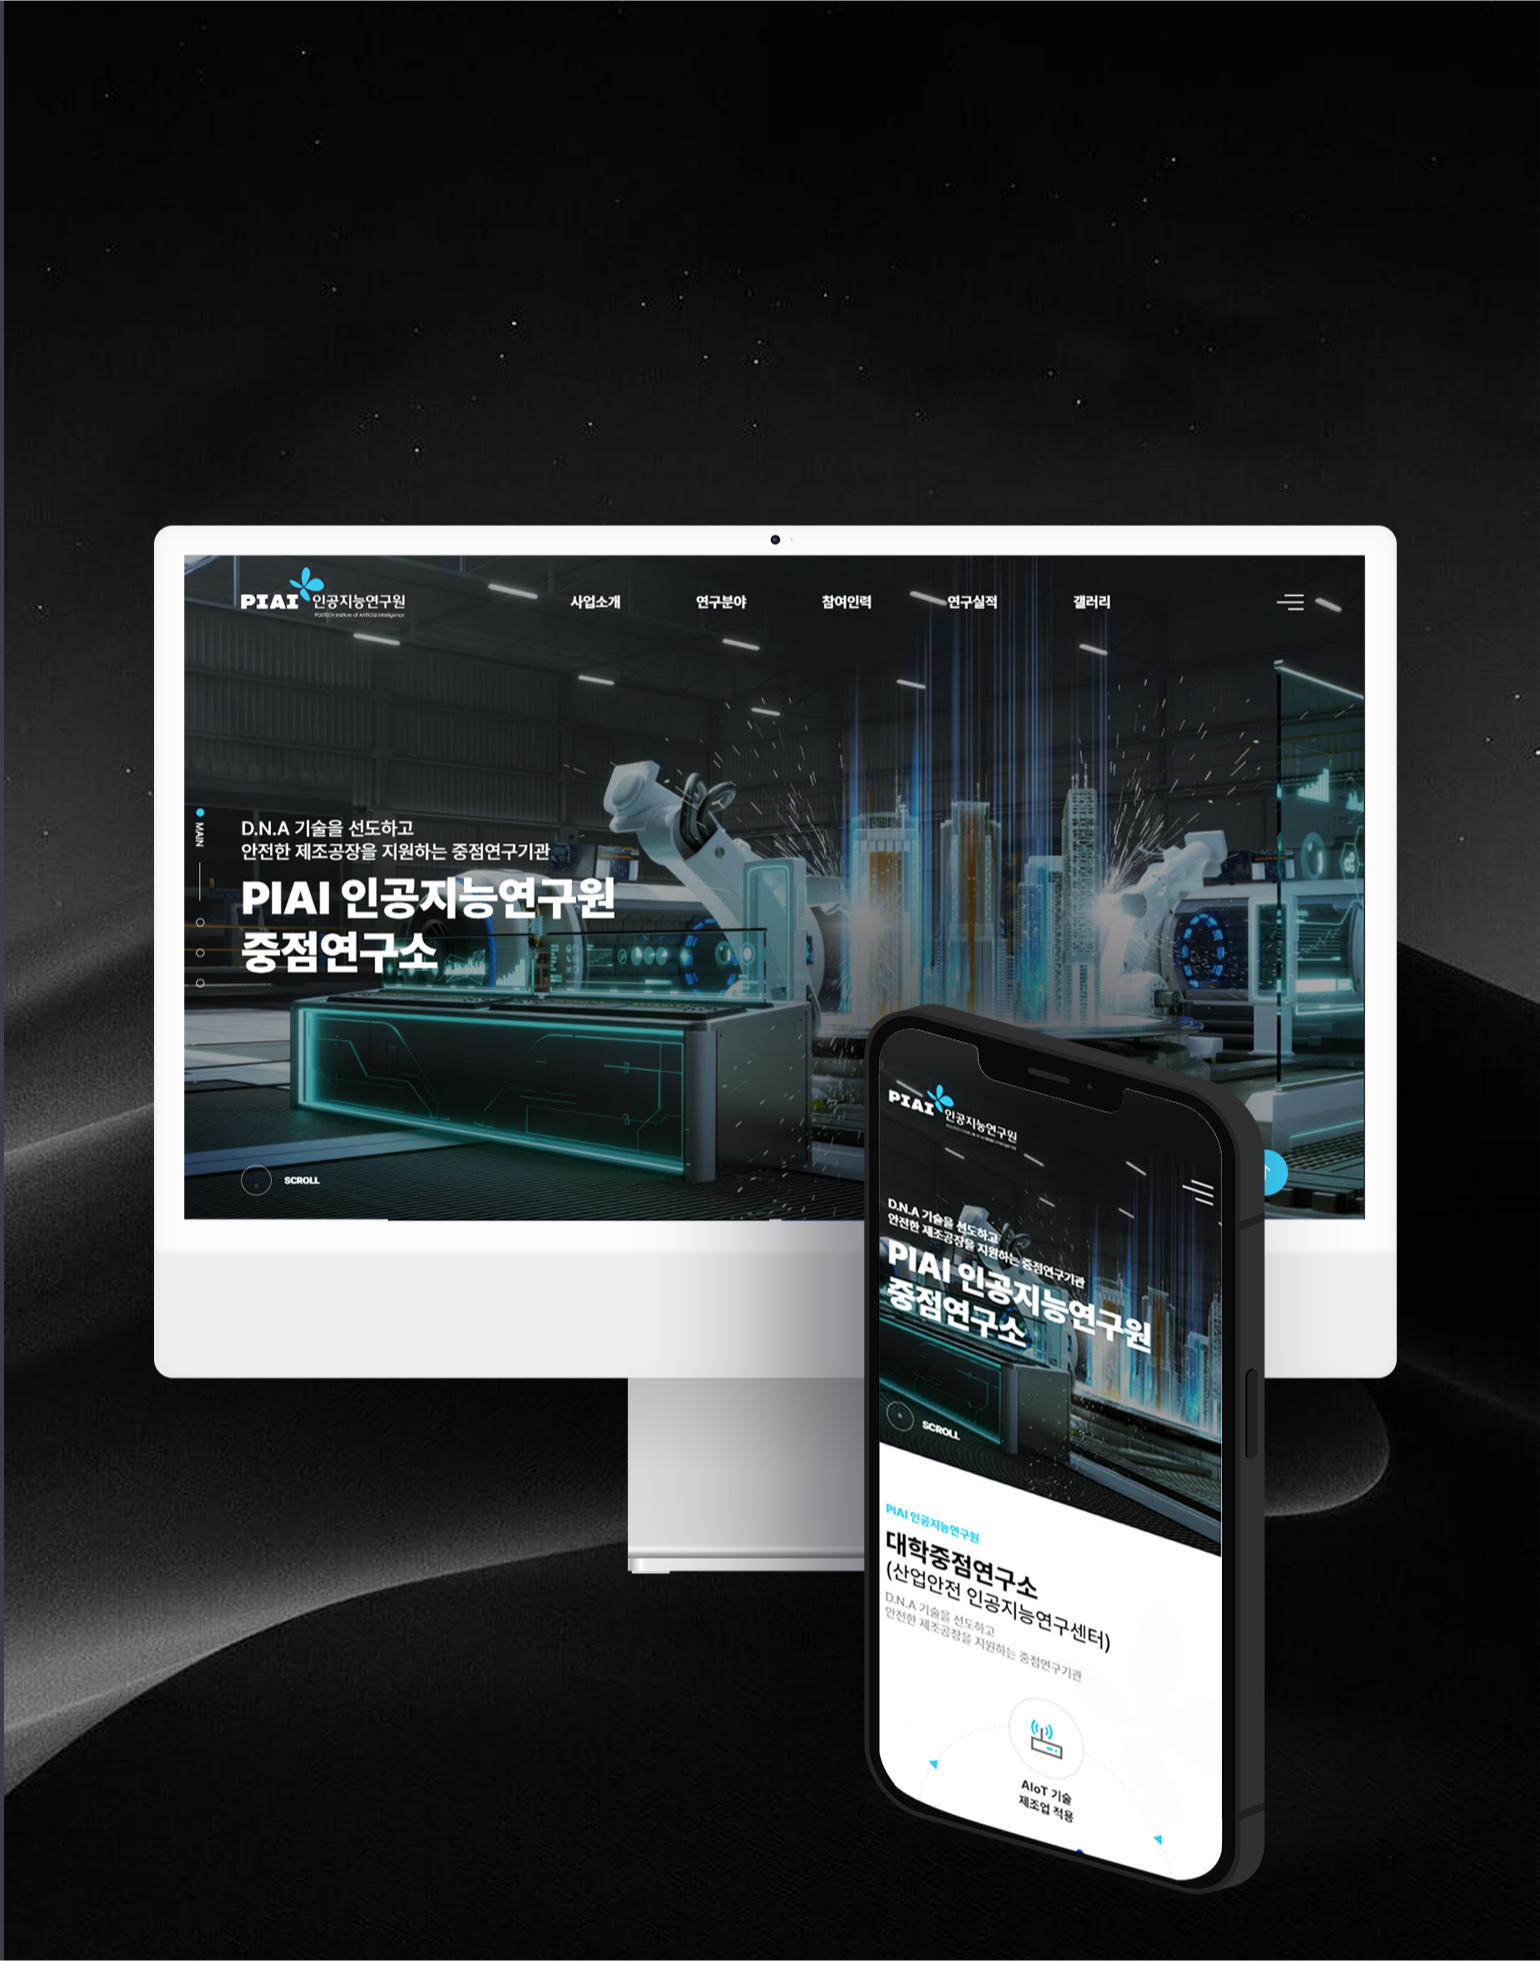 PIAI 인공지능연구원
POSTECH Institute of Artificial Intelligence
사업소개 연구분야 참여인력 연구실적 갤러리
MAIN
D.N.A 기술을 선도하고
안전한 제조공장을 지원하는 중점연구기관
PIAI 인공지능연구원
중점연구소
SCROLL
PIAI 인공지능연구원
D.N.A 기술을 선도하고
안전한 제조공장을 지원하는 중점연구기관
PIAI 인공지능연구원
중점연구소
SCROLL
PIAI 인공지능연구원
대학중점연구소
(산업안전 인공지능연구센터)
D.N.A 기술을 선도하고
안전한 제조공장을 지원하는 중점연구기관
AIoT 기술
제조업 적용